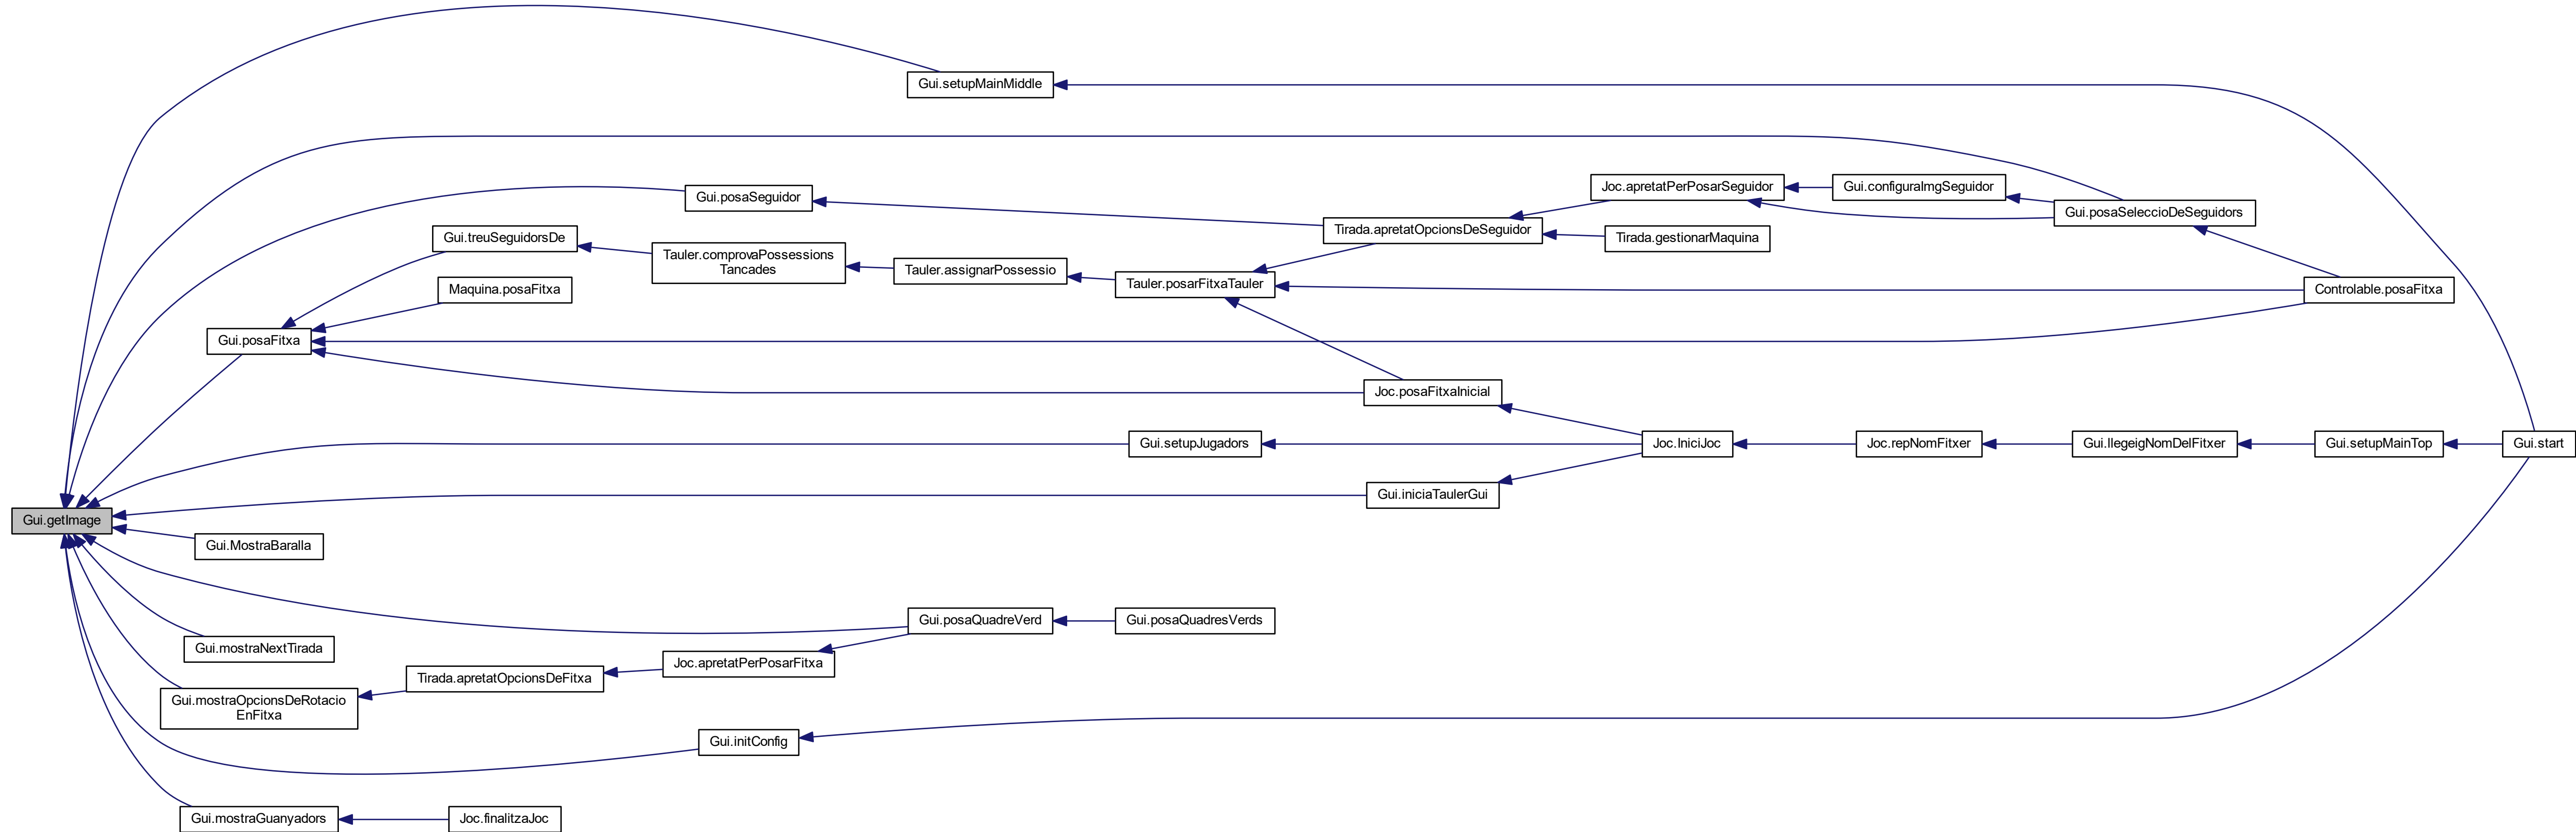 Gui.setupMainMiddle
Joc.apretatPerPosarSeguidor
Gui.configuraImgSeguidor
Gui.posaSeguidor
Gui.posaSeleccioDeSeguidors
Tirada.apretatOpcionsDeSeguidor
Gui.treuSeguidorsDe
Tirada.gestionarMaquina
Tauler.comprovaPossessions
Tancades
Tauler.assignarPossessio
Tauler.posarFitxaTauler
Maquina.posaFitxa
Controlable.posaFitxa
Gui.posaFitxa
Joc.posaFitxaInicial
Gui.setupJugadors
Joc.IniciJoc
Joc.repNomFitxer
Gui.llegeigNomDelFitxer
Gui.setupMainTop
Gui.start
Gui.iniciaTaulerGui
Gui.getImage
Gui.MostraBaralla
Gui.posaQuadreVerd
Gui.posaQuadresVerds
Gui.mostraNextTirada
Joc.apretatPerPosarFitxa
Tirada.apretatOpcionsDeFitxa
Gui.mostraOpcionsDeRotacio
EnFitxa
Gui.initConfig
Gui.mostraGuanyadors
Joc.finalitzaJoc